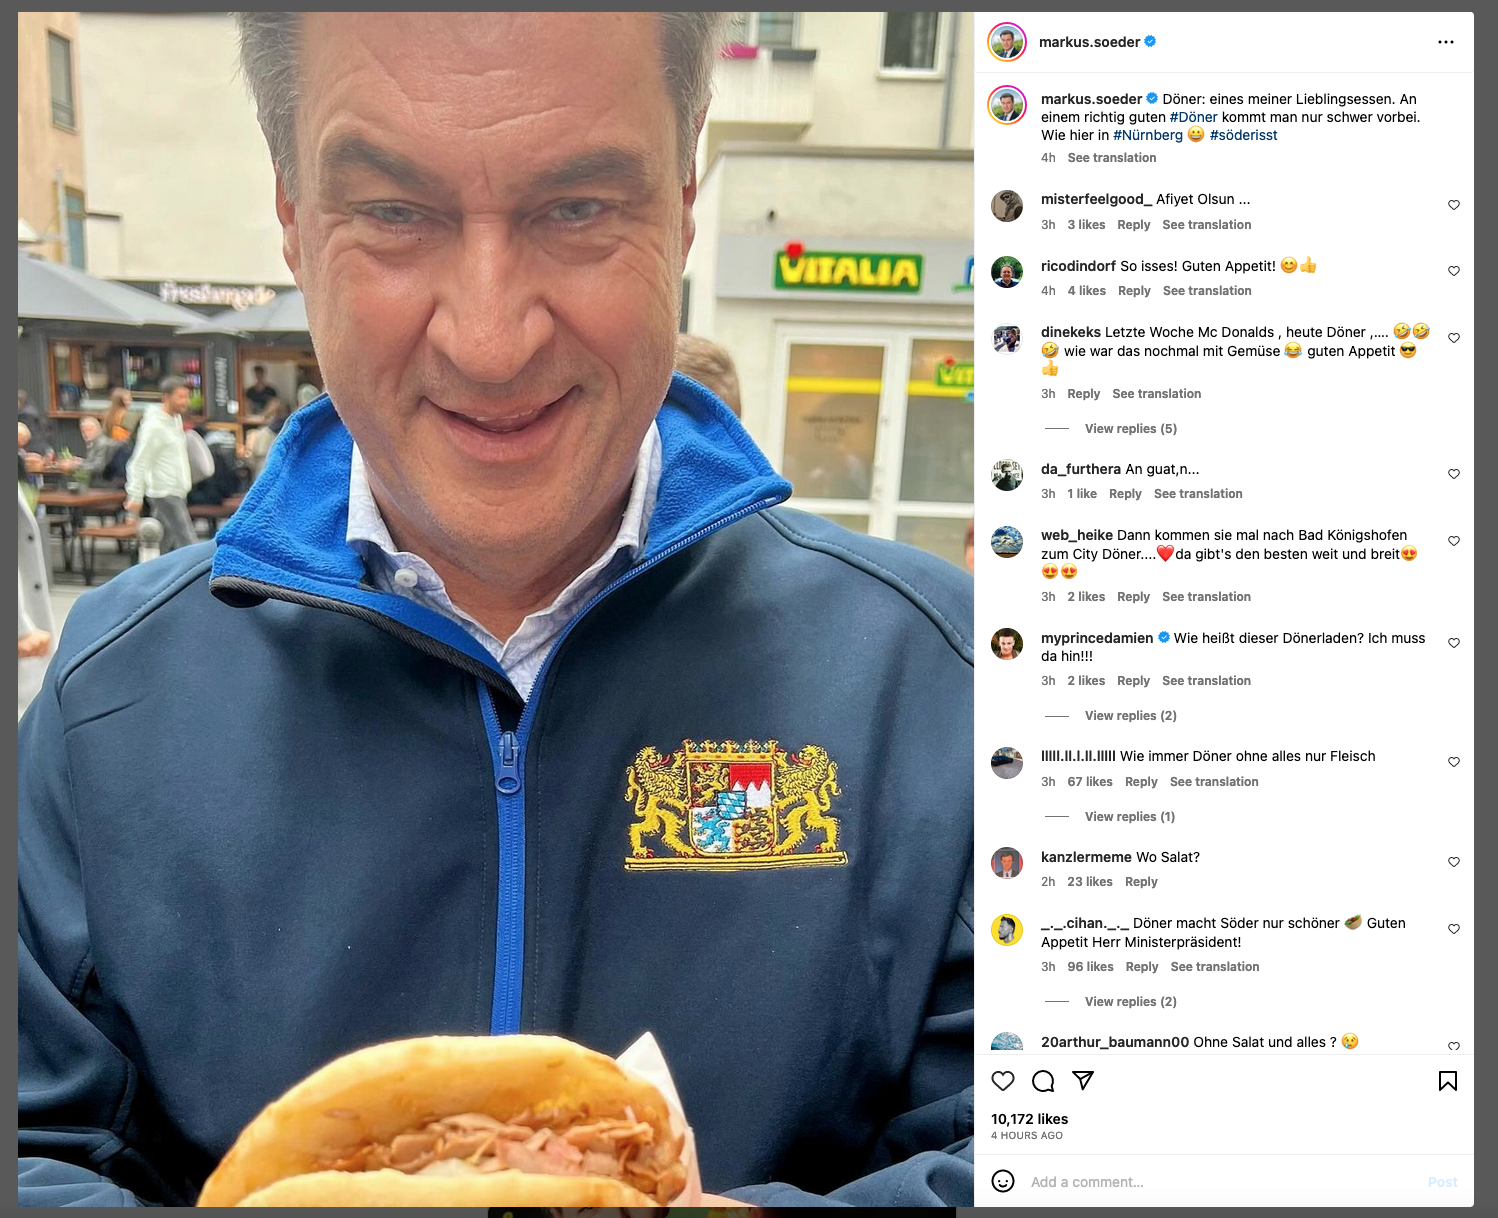 VITALIA
markus.soeder
markus.soeder Döner: eines meiner Lieblingsessen. An
einem richtig guten #Döner kommt man nur schwer vorbei.
Wie hier in #Nürnberg 😀 #söderisst
4h See translation
misterfeelgood_ Afiyet Olsun ...
3h 3 likes Reply See translation
ricodindorf So isses! Guten Appetit! 😊👍
4h 4 likes Reply See translation
dinekeks Letzte Woche Mc Donalds , heute Döner ,.... 🤣🤣
🤣 wie war das nochmal mit Gemüse 😂 guten Appetit 😎
👍
3h Reply See translation
View replies (5)
da_furthera An guat,n...
3h 1 like Reply See translation
web_heike Dann kommen sie mal nach Bad Königshofen
zum City Döner....❤️da gibt's den besten weit und breit😍
😍😍
3h 2 likes Reply See translation
myprincedamien Wie heißt dieser Dönerladen? Ich muss
da hin!!!
3h 2 likes Reply See translation
View replies (2)
lllll.ll.l.ll.lllll Wie immer Döner ohne alles nur Fleisch
3h 67 likes Reply See translation
View replies (1)
kanzlermeme Wo Salat?
2h 23 likes Reply
_._.cihan._._ Döner macht Söder nur schöner 🥙 Guten
Appetit Herr Ministerpräsident!
3h 96 likes Reply See translation
View replies (2)
20arthur_baumann00 Ohne Salat und alles ? 😢
10,172 likes
4 HOURS AGO
Add a comment...
Post